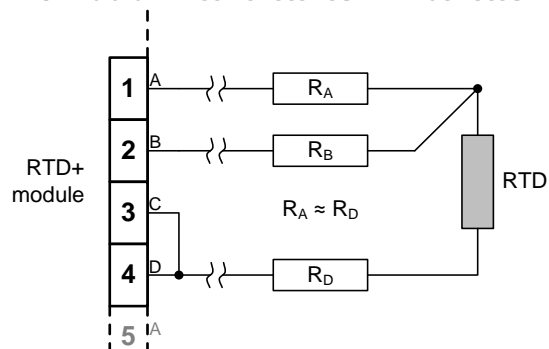 1 A R_A
2 B R_B
RTD+
module
RTD
3 C
R_A ≈ R_D
4 D R_D
5 A